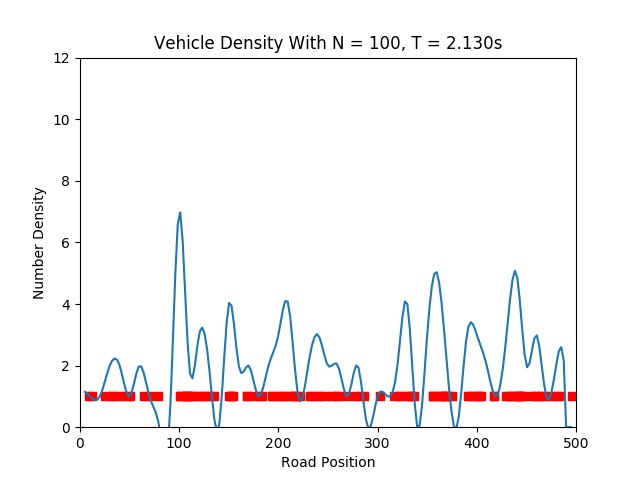 Vehicle Density With N = 100, T = 2.130s
12
10
8
6
4
2
0
Number Density
0 100 200 300 400 500
Road Position